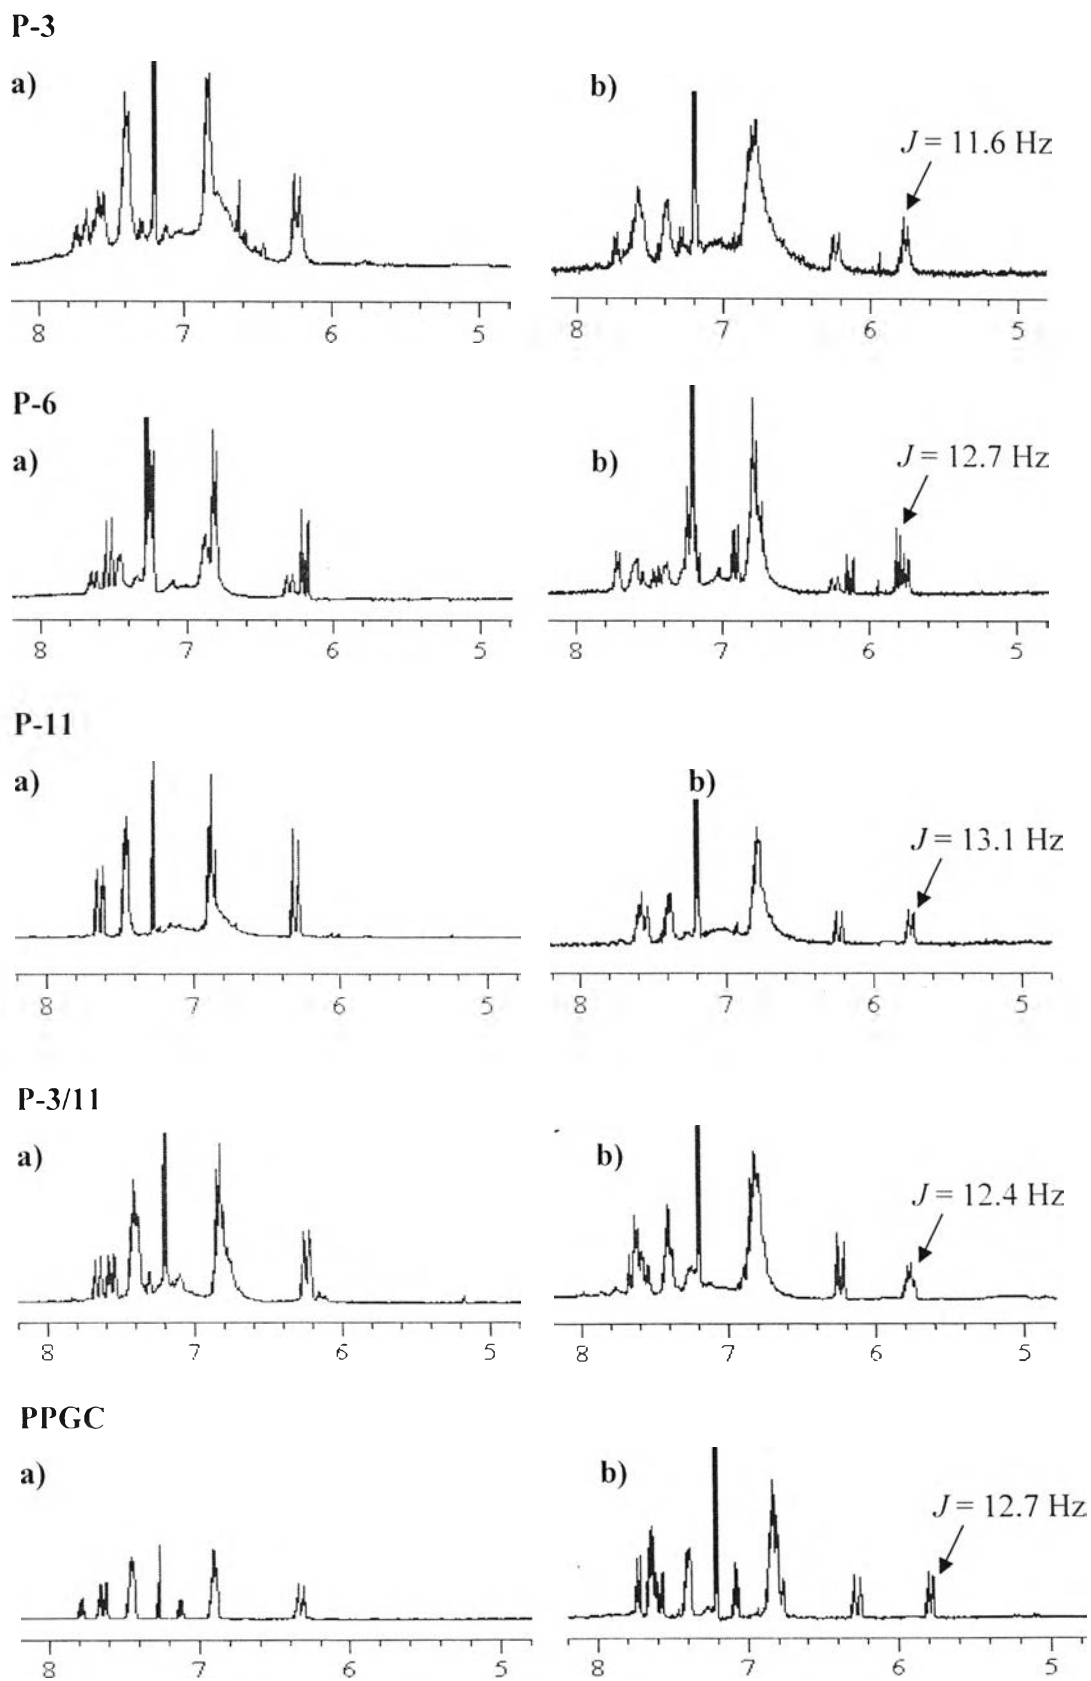 P-3
a)
b)
J = 11.6 Hz
8 7 6 5
8 7 6 5
P-6
a)
b)
J = 12.7 Hz
8 7 6 5
8 7 6 5
P-11
a)
b)
J = 13.1 Hz
8 7 6 5
8 7 6 5
P-3/11
a)
b)
J = 12.4 Hz
8 7 6 5
8 7 6 5
PPGC
a)
b)
J = 12.7 Hz
8 7 6 5
8 7 6 5